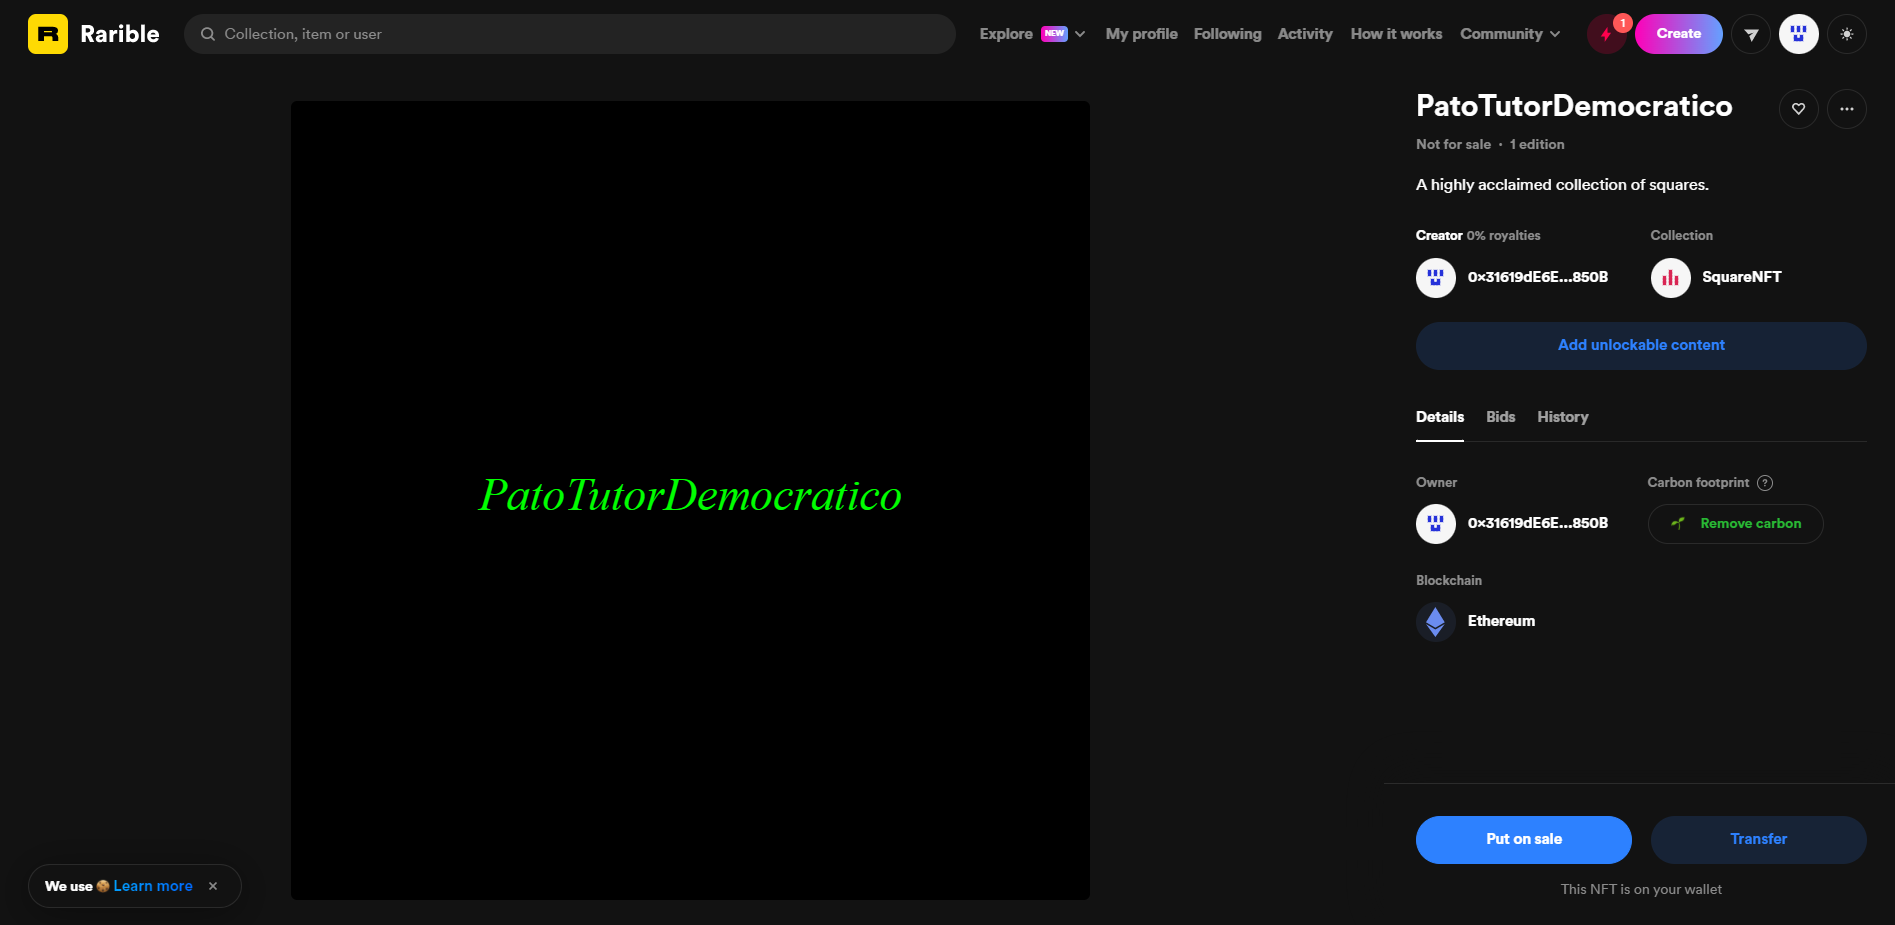 Rarible
Collection, item or user
Explore NEW
My profile
Following
Activity
How it works
Community
1
Create
PatoTutorDemocratico
PatoTutorDemocratico
Not for sale • 1 edition
A highly acclaimed collection of squares.
Creator 0% royalties
Collection
0x31619dE6E...850B
SquareNFT
Add unlockable content
Details
Bids
History
Owner
Carbon footprint ?
0x31619dE6E...850B
Remove carbon
Blockchain
Ethereum
Put on sale
Transfer
This NFT is on your wallet
We use 🍪 Learn more ×